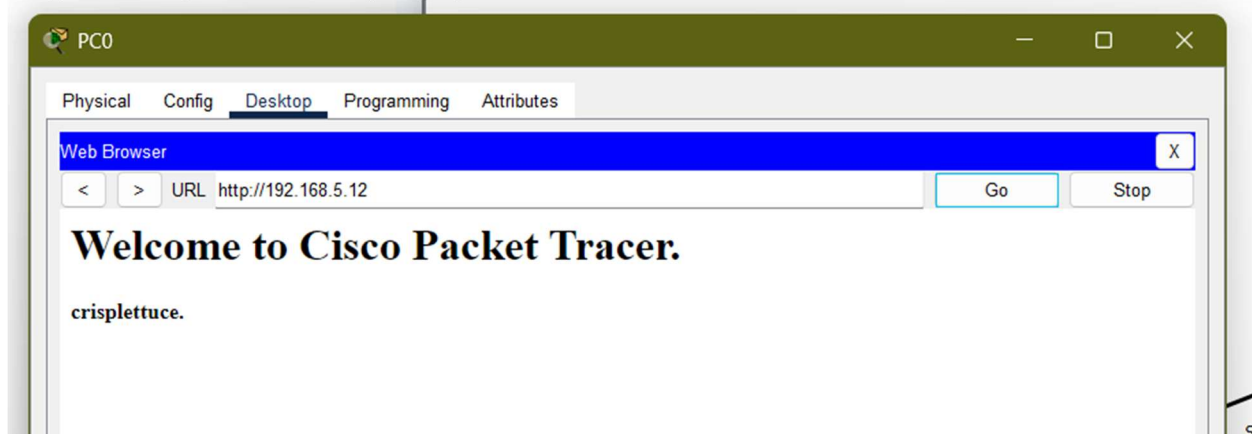 PC0
Physical Config Desktop Programming Attributes
Web Browser X
< > URL http://192.168.5.12 Go Stop
Welcome to Cisco Packet Tracer.
crisplettuce.